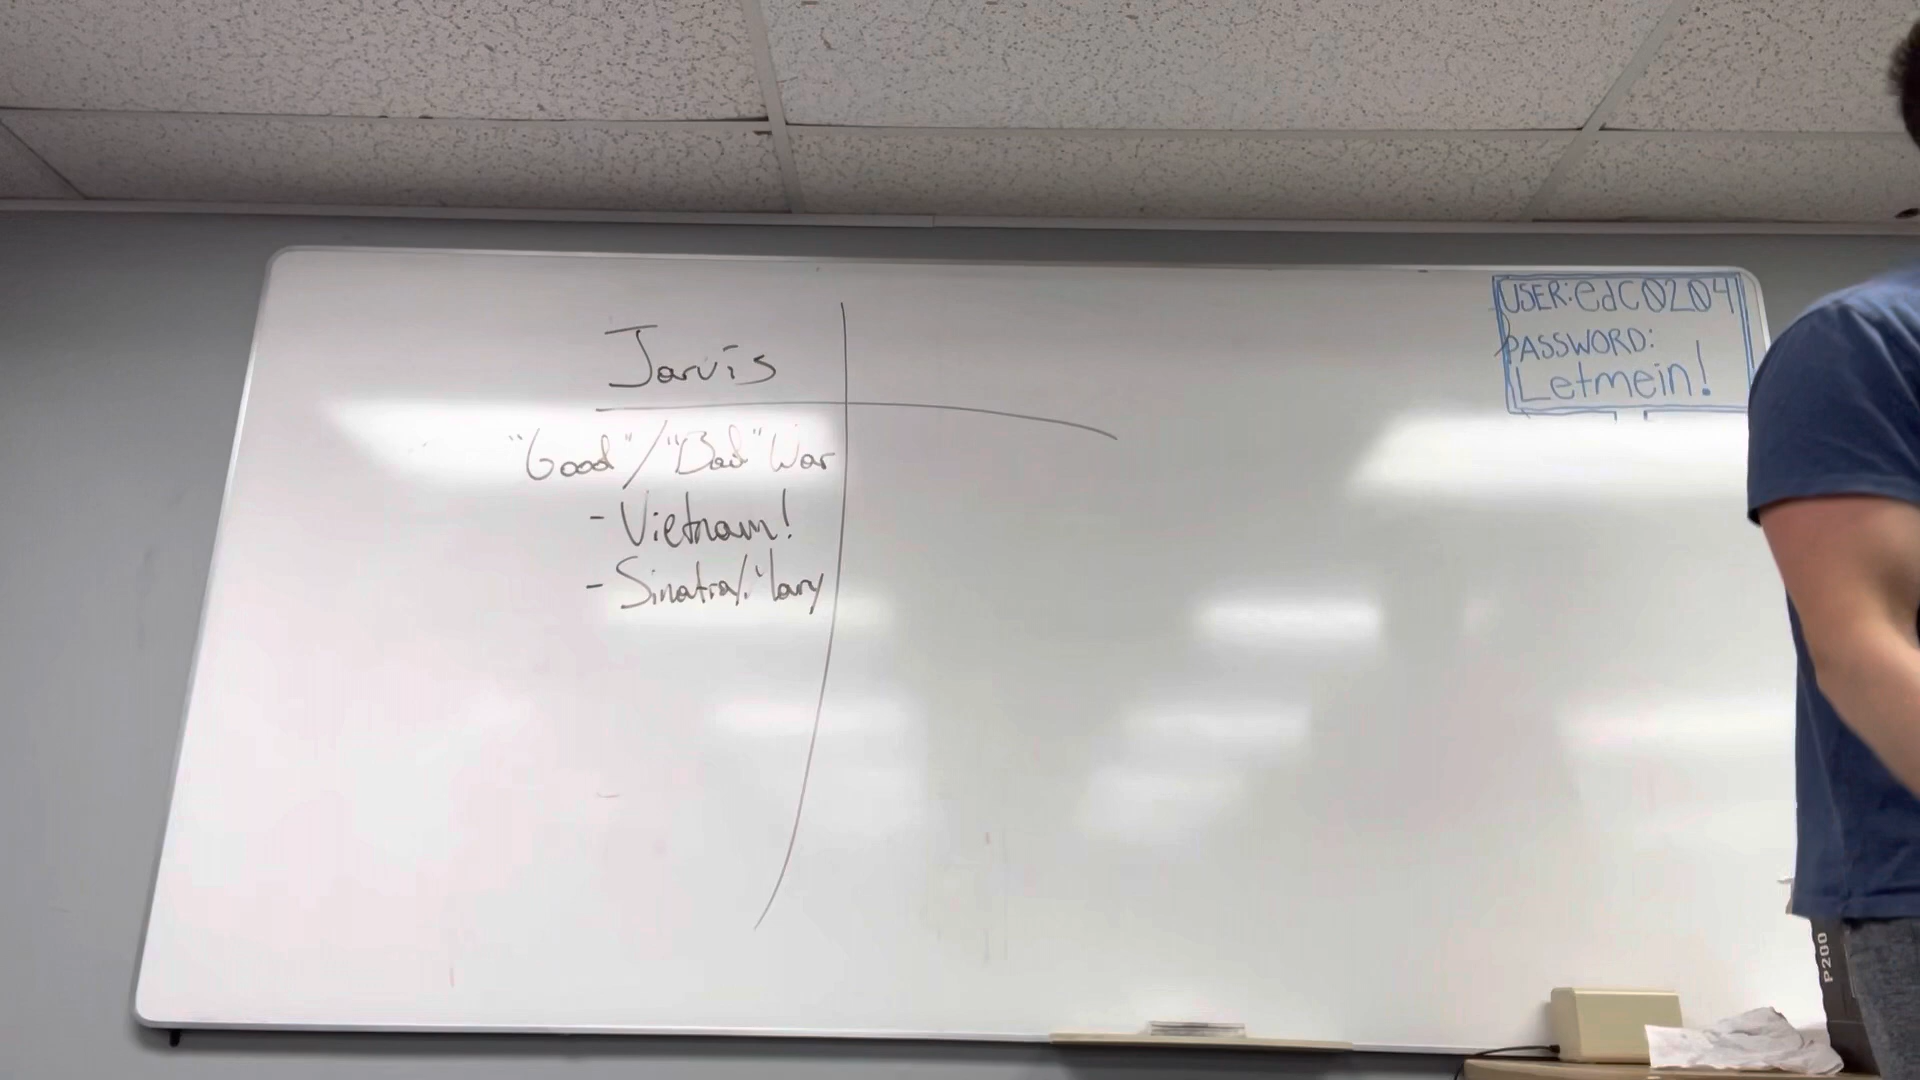 Jarvis
"Good"/"Bad" War
- Vietnam!
- Sinatra/
USER:edC0204
PASSWORD:
Letmein!
P200